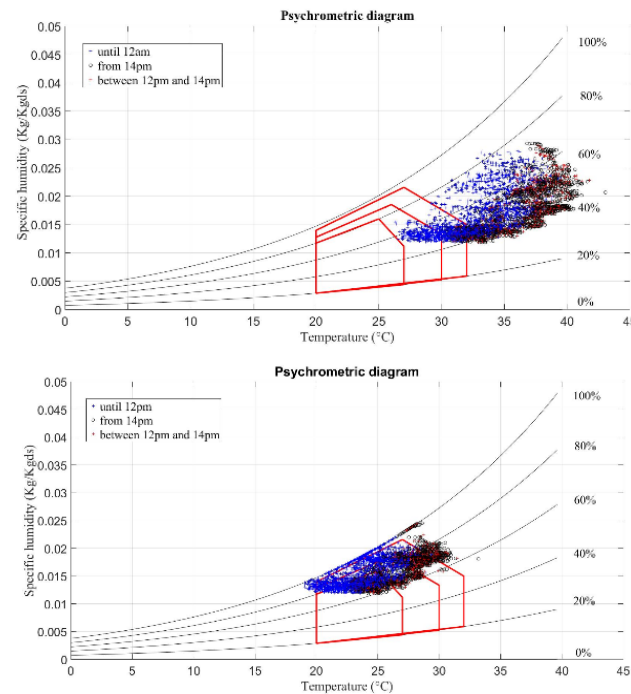 Psychrometric diagram
0.05
0.045
0.04
0.035
0.03
0.025
0.02
0.015
0.01
0.005
0
Specific humidity (Kg/Kgds)
- until 12am
o from 14pm
+ between 12pm and 14pm
100%
80%
60%
40%
20%
0%
0 5 10 15 20 25 30 35 40 45
Temperature (°C)
Psychrometric diagram
0.05
0.045
0.04
0.035
0.03
0.025
0.02
0.015
0.01
0.005
0
Specific humidity (Kg/Kgds)
• until 12pm
o from 14pm
+ between 12pm and 14pm
100%
80%
60%
40%
20%
0%
0 5 10 15 20 25 30 35 40 45
Temperature (°C)